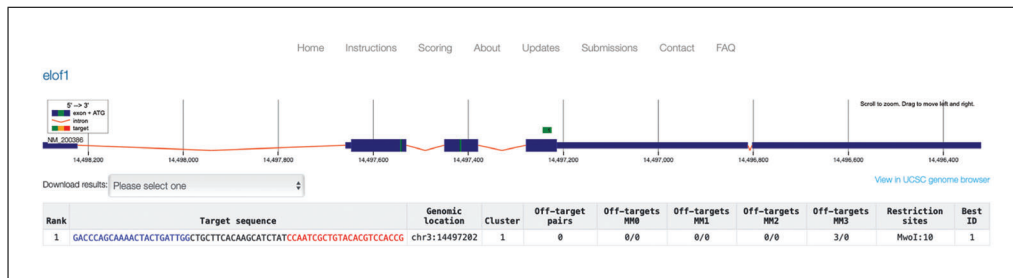 Home Instructions Scoring About Updates Submissions Contact FAQ
elof1
5' --> 3'
exon + ATG
intron
target
Scroll to zoom. Drag to move left and right.
NM_200386
14,498,200 14,498,000 14,497,800 14,497,600 14,497,400 14,497,200 14,497,000 14,496,800 14,496,600 14,496,400
Download results: Please select one
View in UCSC genome browser
Rank Target sequence Genomic location Cluster Off-target pairs Off-targets MM0 Off-targets MM1 Off-targets MM2 Off-targets MM3 Restriction sites Best ID
1 GACCCAGCAAAACTACTGATTGGCTGCTTCACAAGCATCTATCCAATCGCTGTACACGTCCACCG chr3:14497202 1 0 0/0 0/0 0/0 3/0 MwoI:10 1